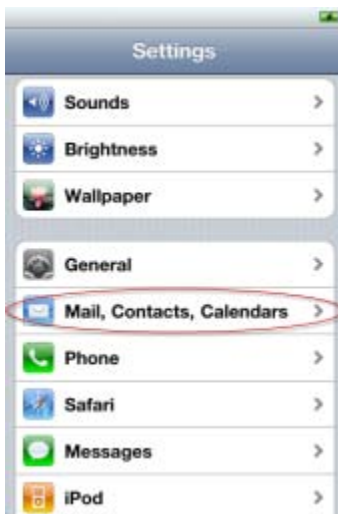 Settings
Sounds
Brightness
Wallpaper
General
Mail, Contacts, Calendars
Phone
Safari
Messages
iPod